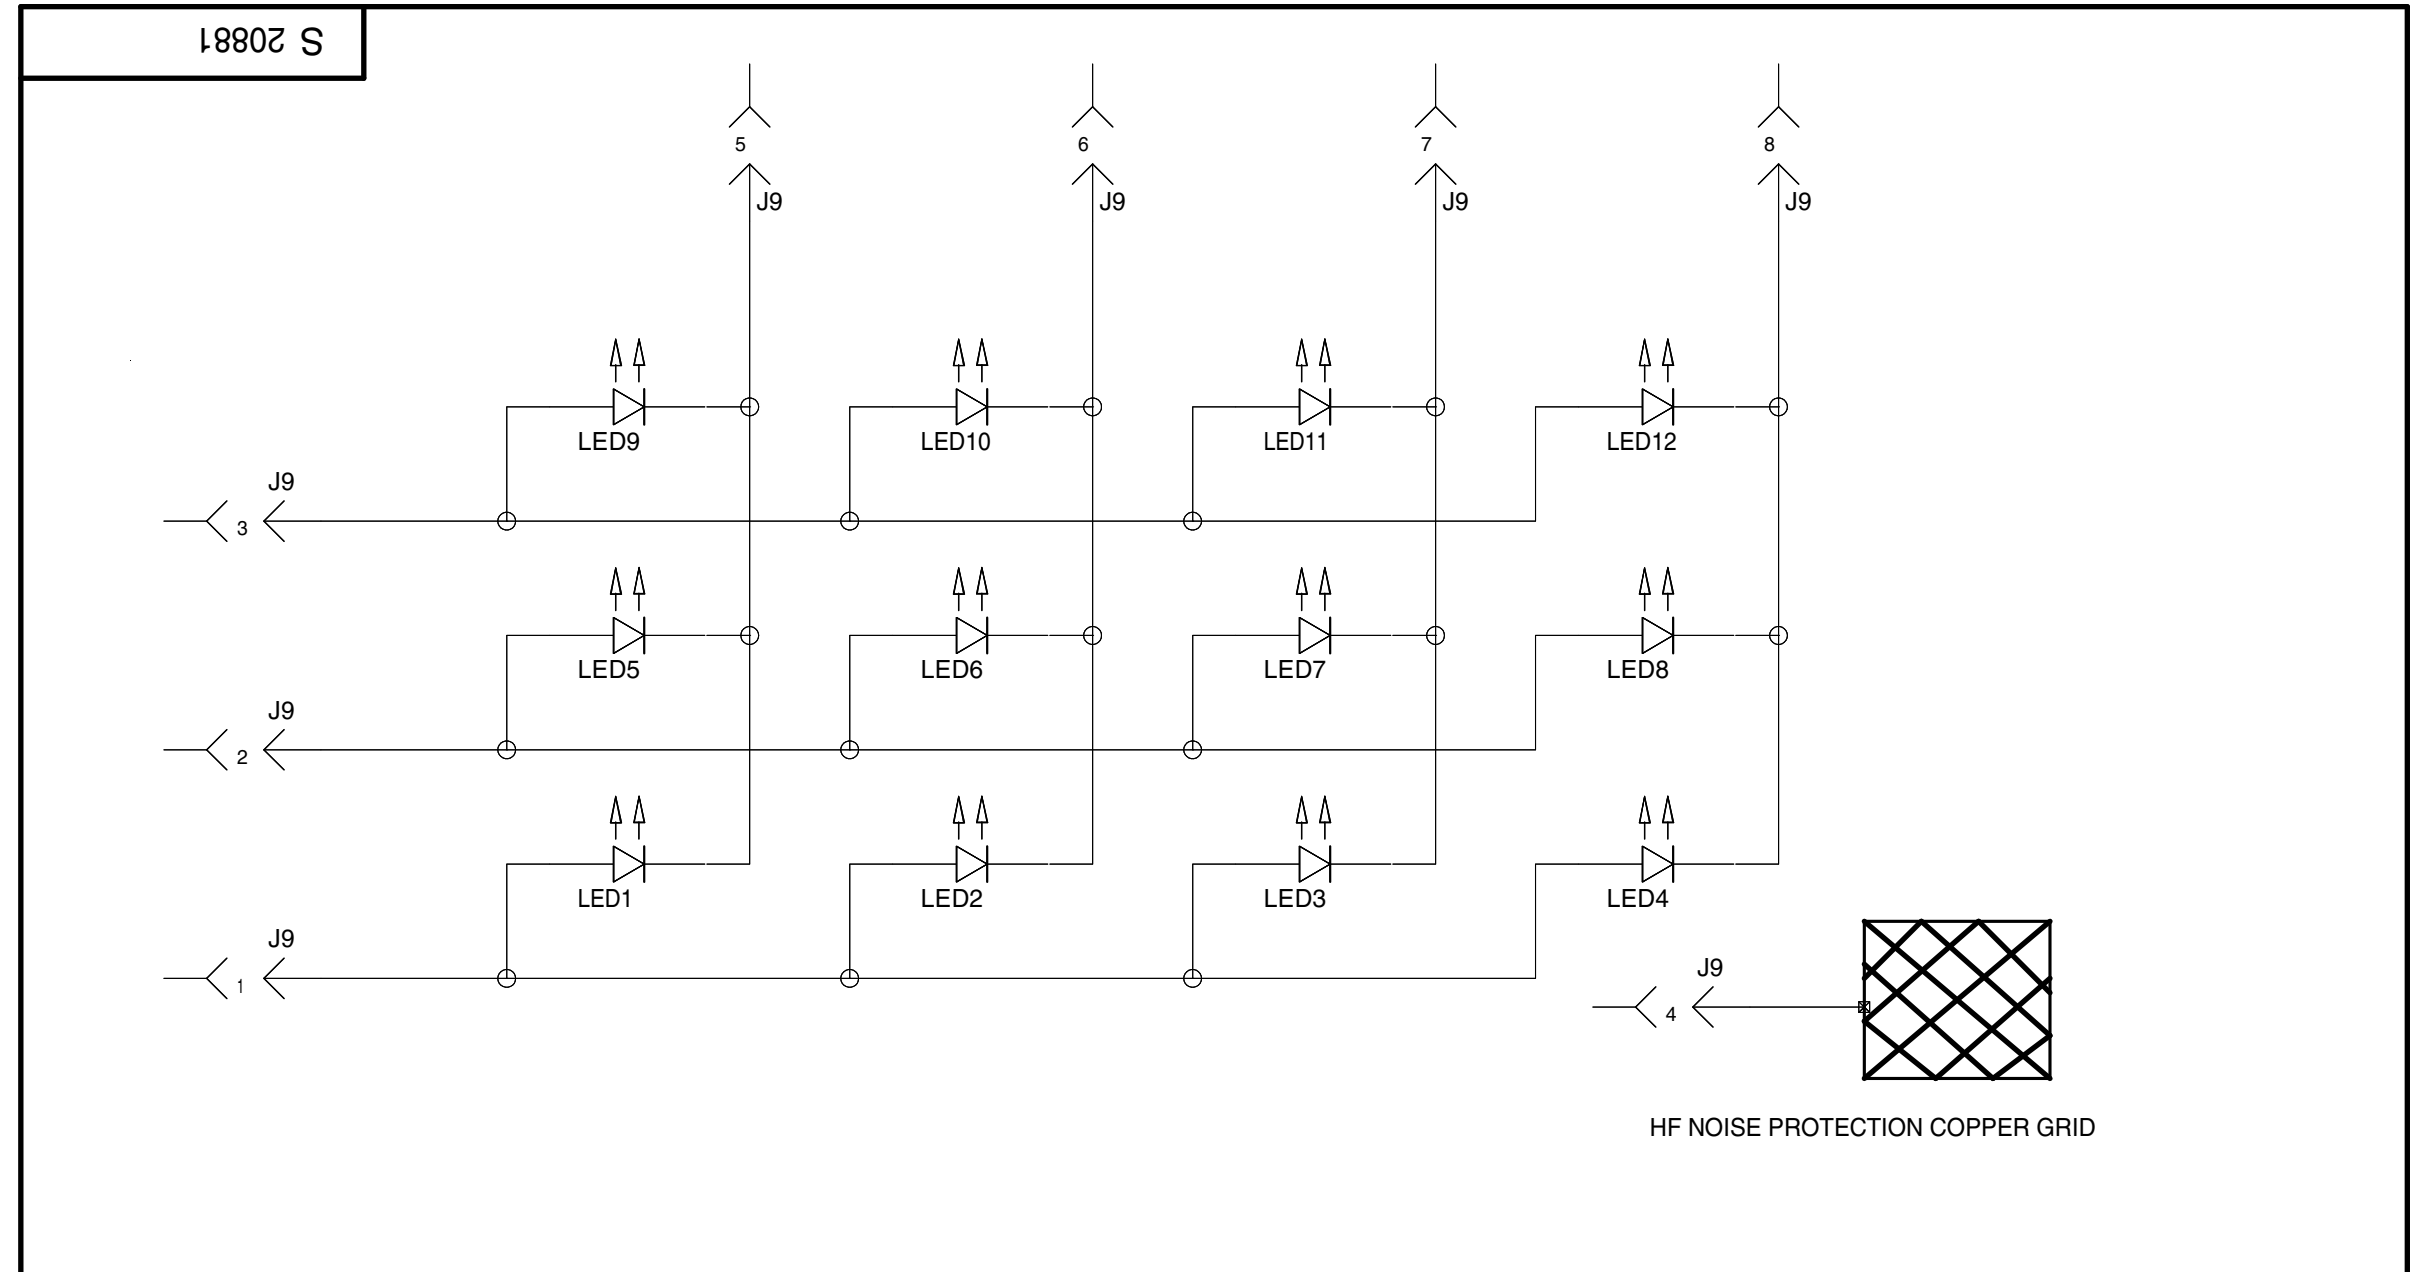 S 20881
5 6 7 8
J9 J9 J9 J9
LED9 LED10 LED11 LED12
J9
3
LED5 LED6 LED7 LED8
J9
2
LED1 LED2 LED3 LED4
J9
1
J9
4
HF NOISE PROTECTION COPPER GRID